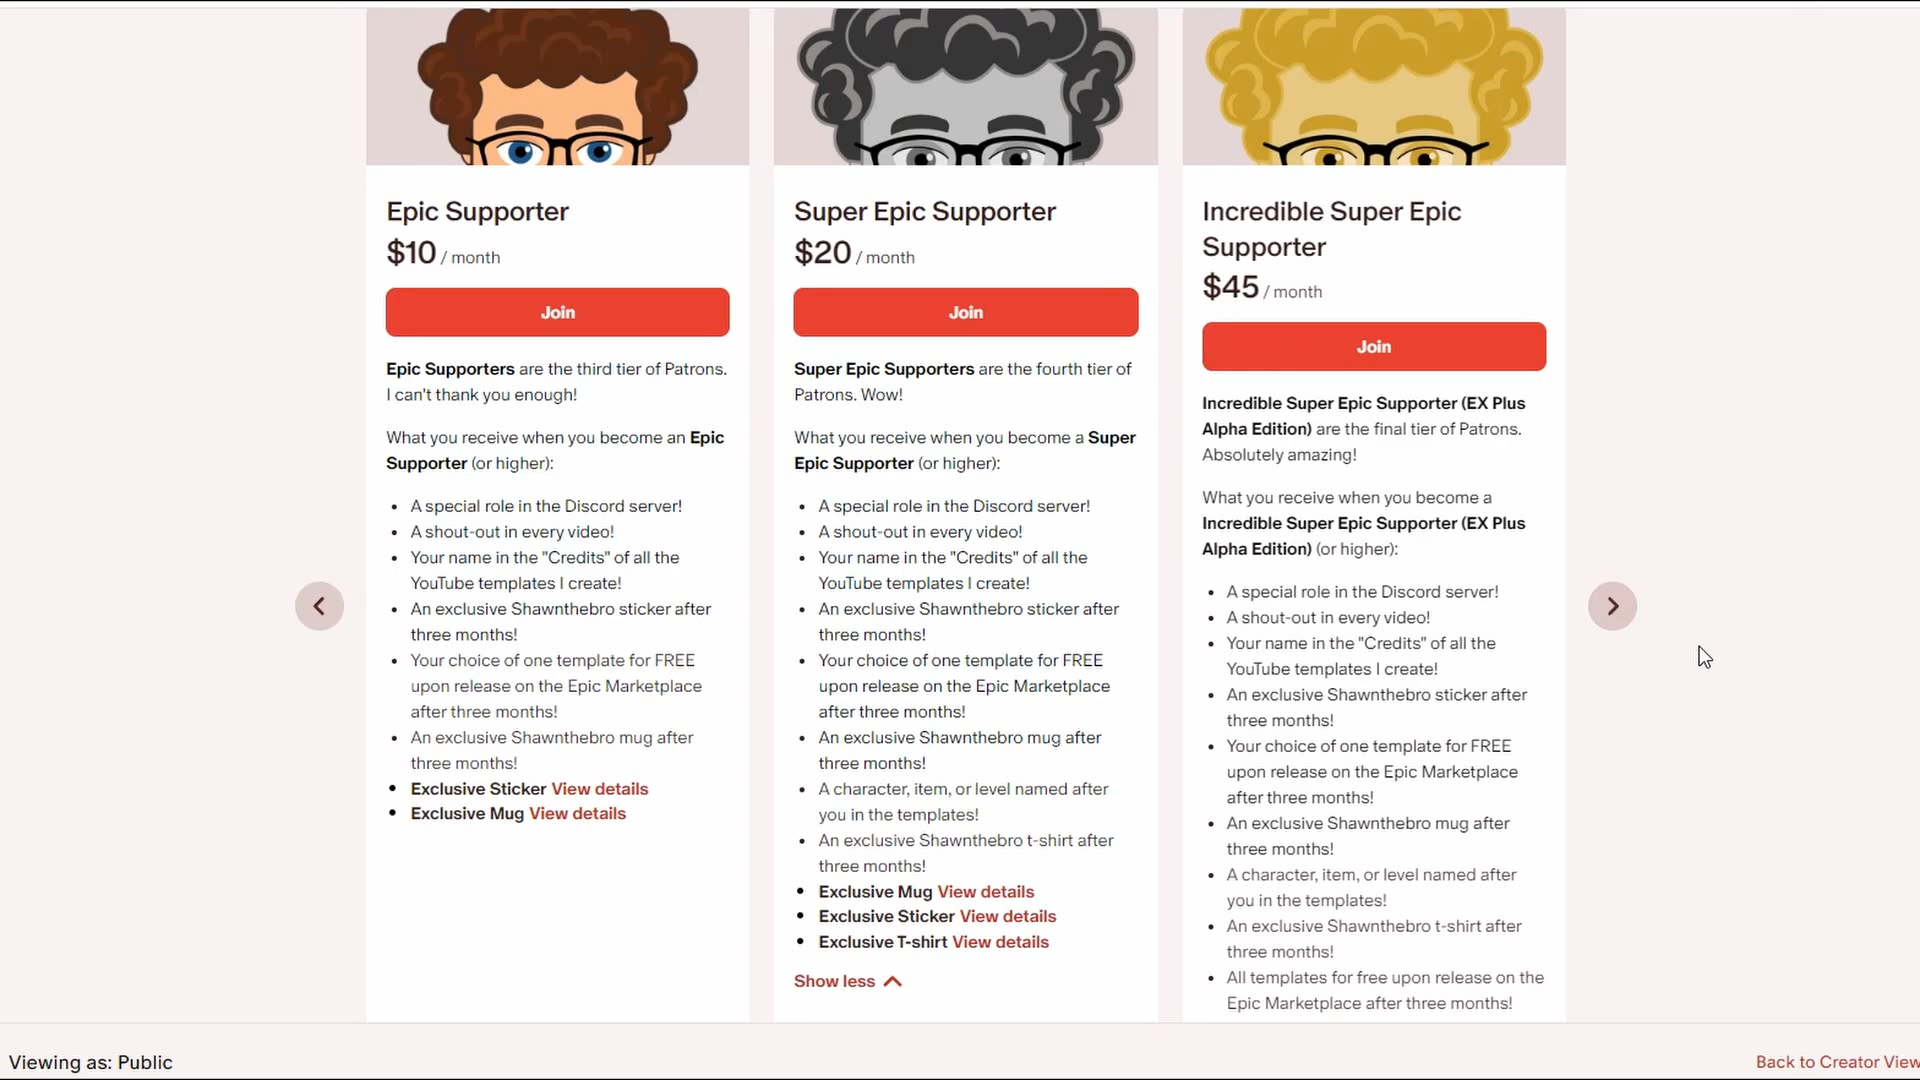 Epic Supporter
$10 / month
Join
Epic Supporters are the third tier of Patrons.
I can't thank you enough!
What you receive when you become an Epic
Supporter (or higher):
• A special role in the Discord server!
• A shout-out in every video!
• Your name in the "Credits" of all the
YouTube templates I create!
• An exclusive Shawnthebro sticker after
three months!
• Your choice of one template for FREE
upon release on the Epic Marketplace
after three months!
• An exclusive Shawnthebro mug after
three months!
• Exclusive Sticker View details
• Exclusive Mug View details
Super Epic Supporter
$20 / month
Join
Super Epic Supporters are the fourth tier of
Patrons. Wow!
What you receive when you become a Super
Epic Supporter (or higher):
• A special role in the Discord server!
• A shout-out in every video!
• Your name in the "Credits" of all the
YouTube templates I create!
• An exclusive Shawnthebro sticker after
three months!
• Your choice of one template for FREE
upon release on the Epic Marketplace
after three months!
• An exclusive Shawnthebro mug after
three months!
• A character, item, or level named after
you in the templates!
• An exclusive Shawnthebro t-shirt after
three months!
• Exclusive Mug View details
• Exclusive Sticker View details
• Exclusive T-shirt View details
Show less
Incredible Super Epic
Supporter
$45 / month
Join
Incredible Super Epic Supporter (EX Plus
Alpha Edition) are the final tier of Patrons.
Absolutely amazing!
What you receive when you become a
Incredible Super Epic Supporter (EX Plus
Alpha Edition) (or higher):
• A special role in the Discord server!
• A shout-out in every video!
• Your name in the "Credits" of all the
YouTube templates I create!
• An exclusive Shawnthebro sticker after
three months!
• Your choice of one template for FREE
upon release on the Epic Marketplace
after three months!
• An exclusive Shawnthebro mug after
three months!
• A character, item, or level named after
you in the templates!
• An exclusive Shawnthebro t-shirt after
three months!
• All templates for free upon release on the
Epic Marketplace after three months!
Viewing as: Public
Back to Creator View